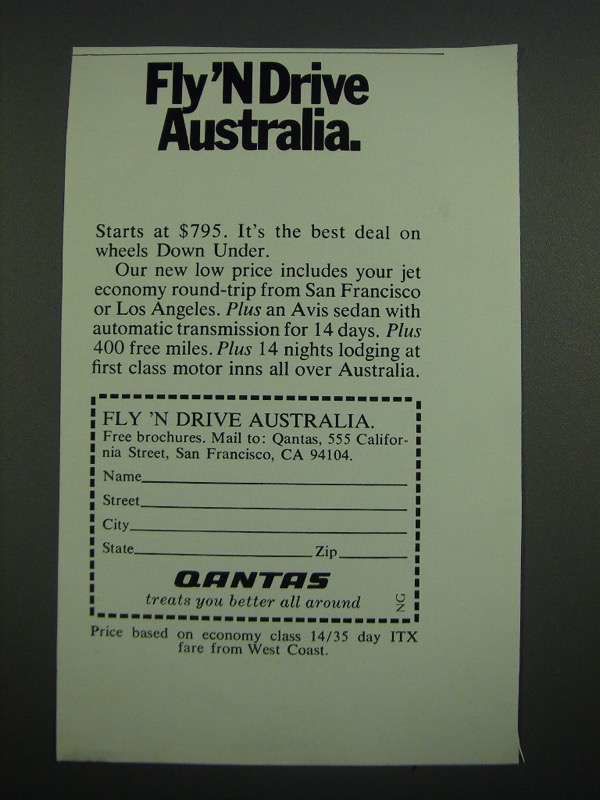 Fly 'N Drive
Australia.
Starts at $795. It's the best deal on
wheels Down Under.
Our new low price includes your jet
economy round-trip from San Francisco
or Los Angeles. Plus an Avis sedan with
automatic transmission for 14 days. Plus
400 free miles. Plus 14 nights lodging at
first class motor inns all over Australia.
FLY 'N DRIVE AUSTRALIA.
Free brochures. Mail to: Qantas, 555 Califor-
nia Street, San Francisco, CA 94104.
Name
Street
City
State Zip
QANTAS
treats you better all around
NG
Price based on economy class 14/35 day ITX
fare from West Coast.